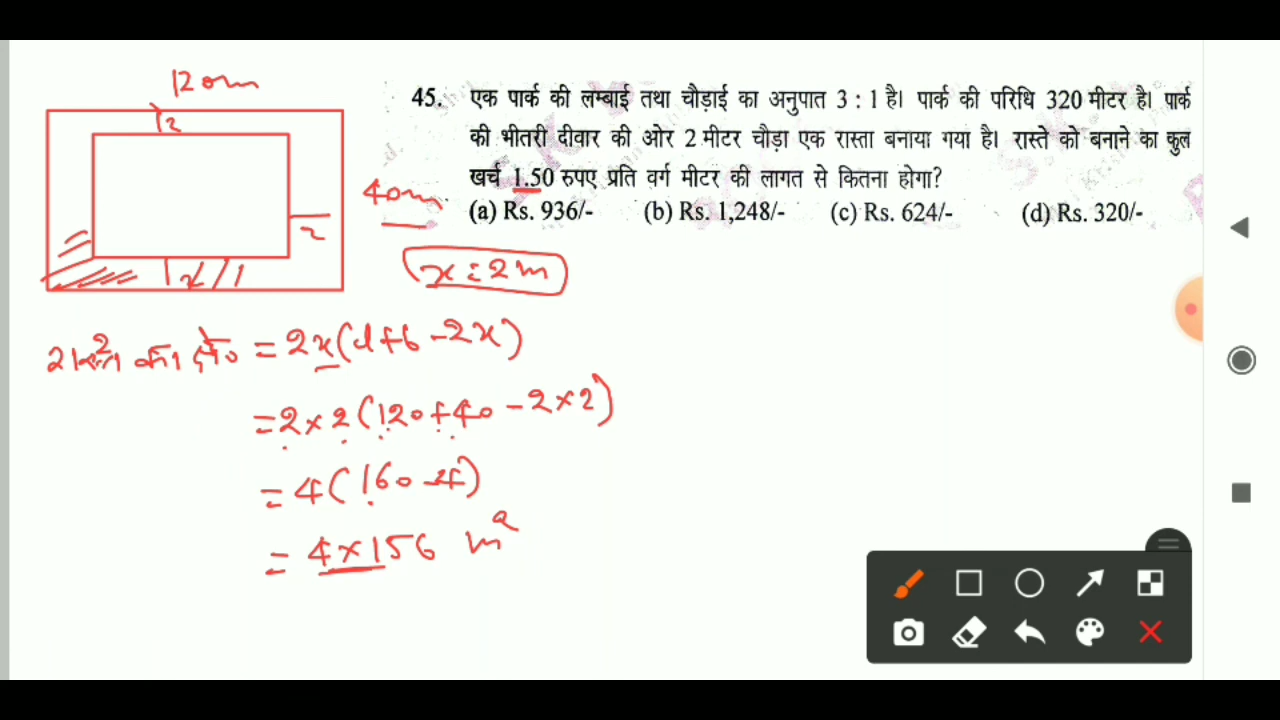 120m
2
45. एक पार्क की लम्बाई तथा चौड़ाई का अनुपात 3 : 1 है। पार्क की परिधि 320 मीटर है। पार्क
की भीतरी दीवार की ओर 2 मीटर चौड़ा एक रास्ता बनाया गया है। रास्ते को बनाने का कुल
खर्च 1.50 रुपए प्रति वर्ग मीटर की लागत से कितना होगा?
40m
(a) Rs. 936/- (b) Rs. 1,248/- (c) Rs. 624/- (d) Rs. 320/-
2
x = 2m
का = 2x(l+b-2x)
= 2×2(120+40-2×2)
= 4(160-4)
= 4×156 m²